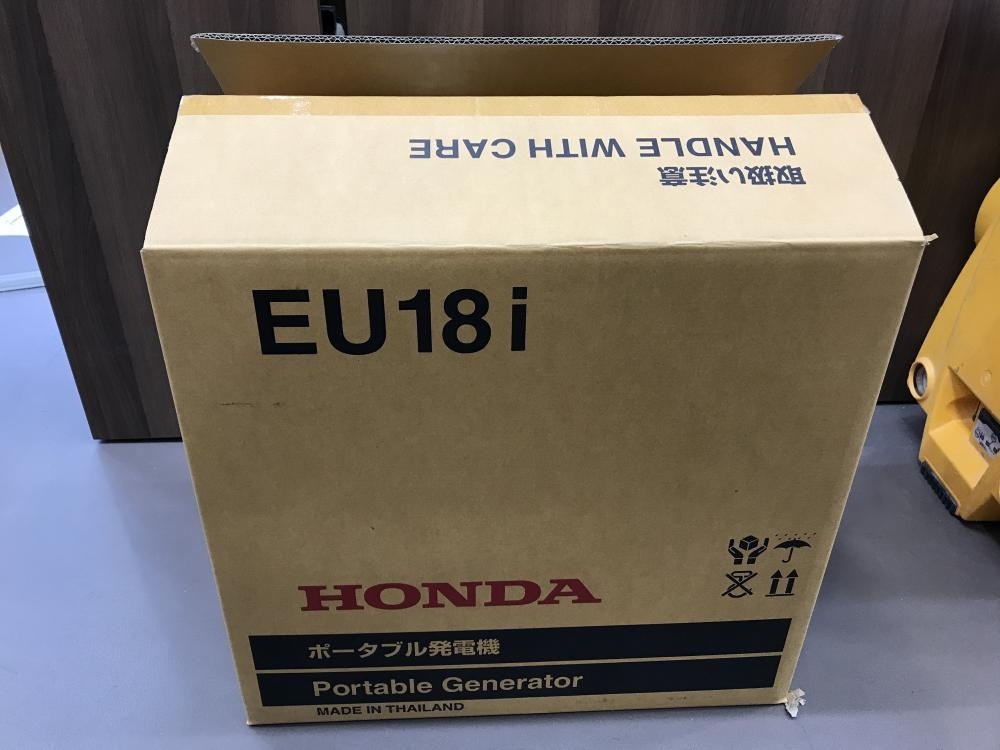 取扱い注意
HANDLE WITH CARE
EU18i
HONDA
ポータブル発電機
Portable Generator
MADE IN THAILAND